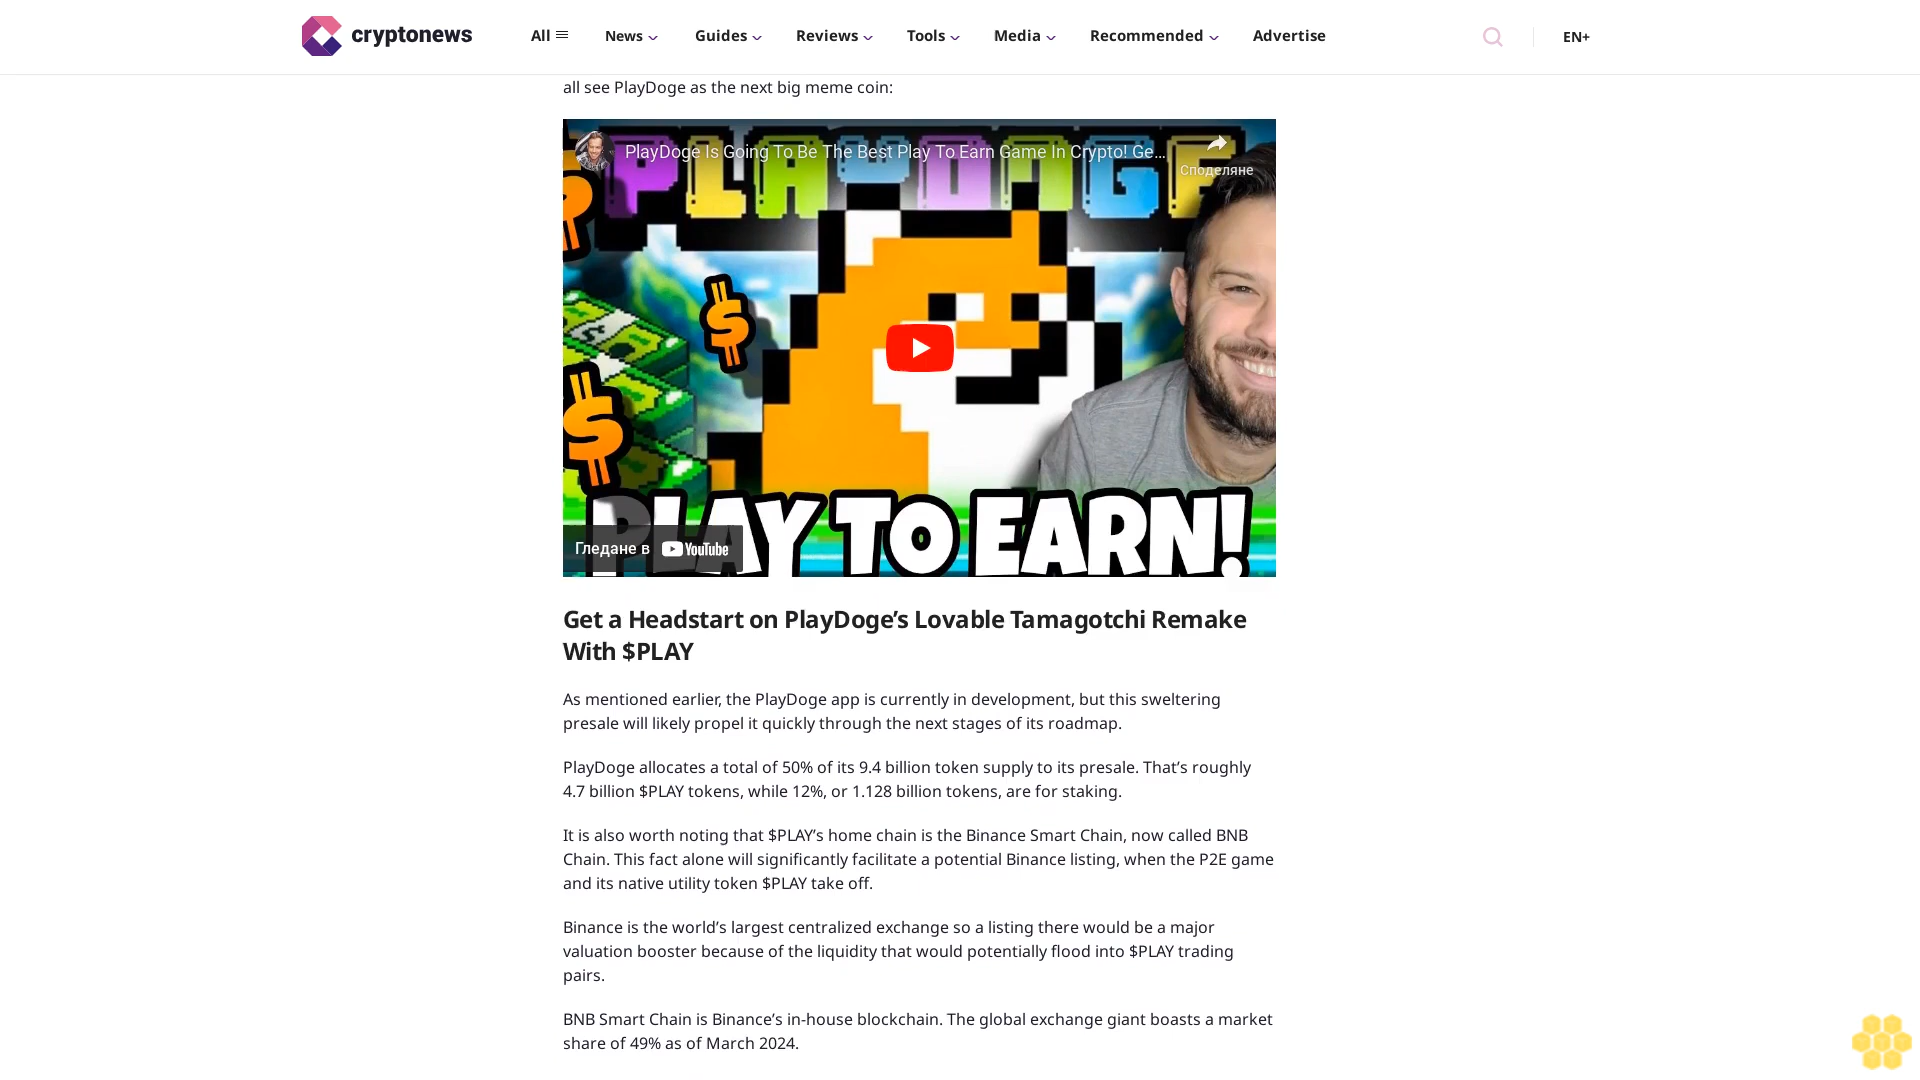 cryptonews
All
News
Guides
Reviews
Tools
Media
Recommended
Advertise
EN+
all see PlayDoge as the next big meme coin:
PLAYDOGE
PlayDoge Is Going To Be The Best Play To Earn Game In Crypto! Ge...
Споделяне
$
$
PLAY TO EARN!
Гледане в YouTube
Get a Headstart on PlayDoge’s Lovable Tamagotchi Remake
With $PLAY
As mentioned earlier, the PlayDoge app is currently in development, but this sweltering
presale will likely propel it quickly through the next stages of its roadmap.
PlayDoge allocates a total of 50% of its 9.4 billion token supply to its presale. That’s roughly
4.7 billion $PLAY tokens, while 12%, or 1.128 billion tokens, are for staking.
It is also worth noting that $PLAY’s home chain is the Binance Smart Chain, now called BNB
Chain. This fact alone will significantly facilitate a potential Binance listing, when the P2E game
and its native utility token $PLAY take off.
Binance is the world’s largest centralized exchange so a listing there would be a major
valuation booster because of the liquidity that would potentially flood into $PLAY trading
pairs.
BNB Smart Chain is Binance’s in-house blockchain. The global exchange giant boasts a market
share of 49% as of March 2024.